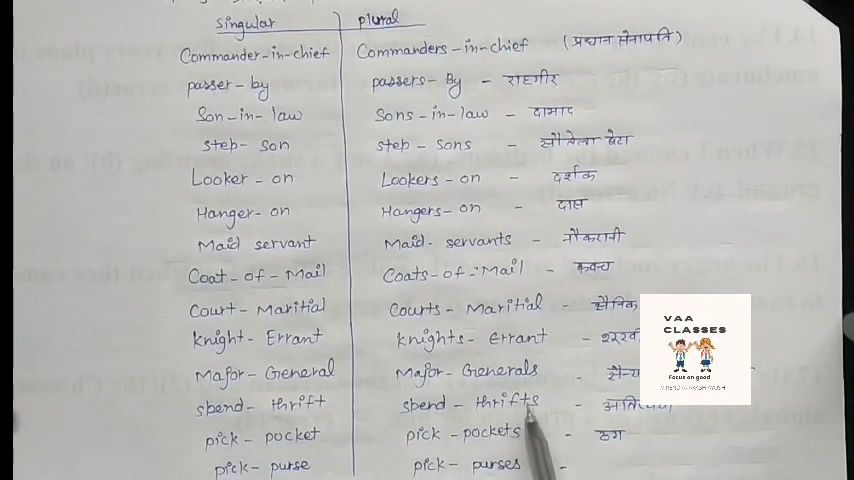 singular plural
Commander-in-chief Commanders-in-chief (प्रधान सेनापति)
passer-by passers-By - राहगीर
Son-in-law Sons-in-law - दामाद
step-son step-sons - सौतेला बेटा
Looker-on Lookers-on - दर्शक
Hanger-on Hangers-on - दास
Maid servant Maid-servants - नौकरानी
Coat-of-Mail Coats-of-Mail - कवच
Court-Maritial Courts-Maritial - सैनिक
knight-Errant knights-Errant -
Major-General Major-Generals
spend-thrift spend-thrifts -
pick-pocket pick-pockets - ठग
pick-purse pick-purses -
VAA
CLASSES
Focus on good